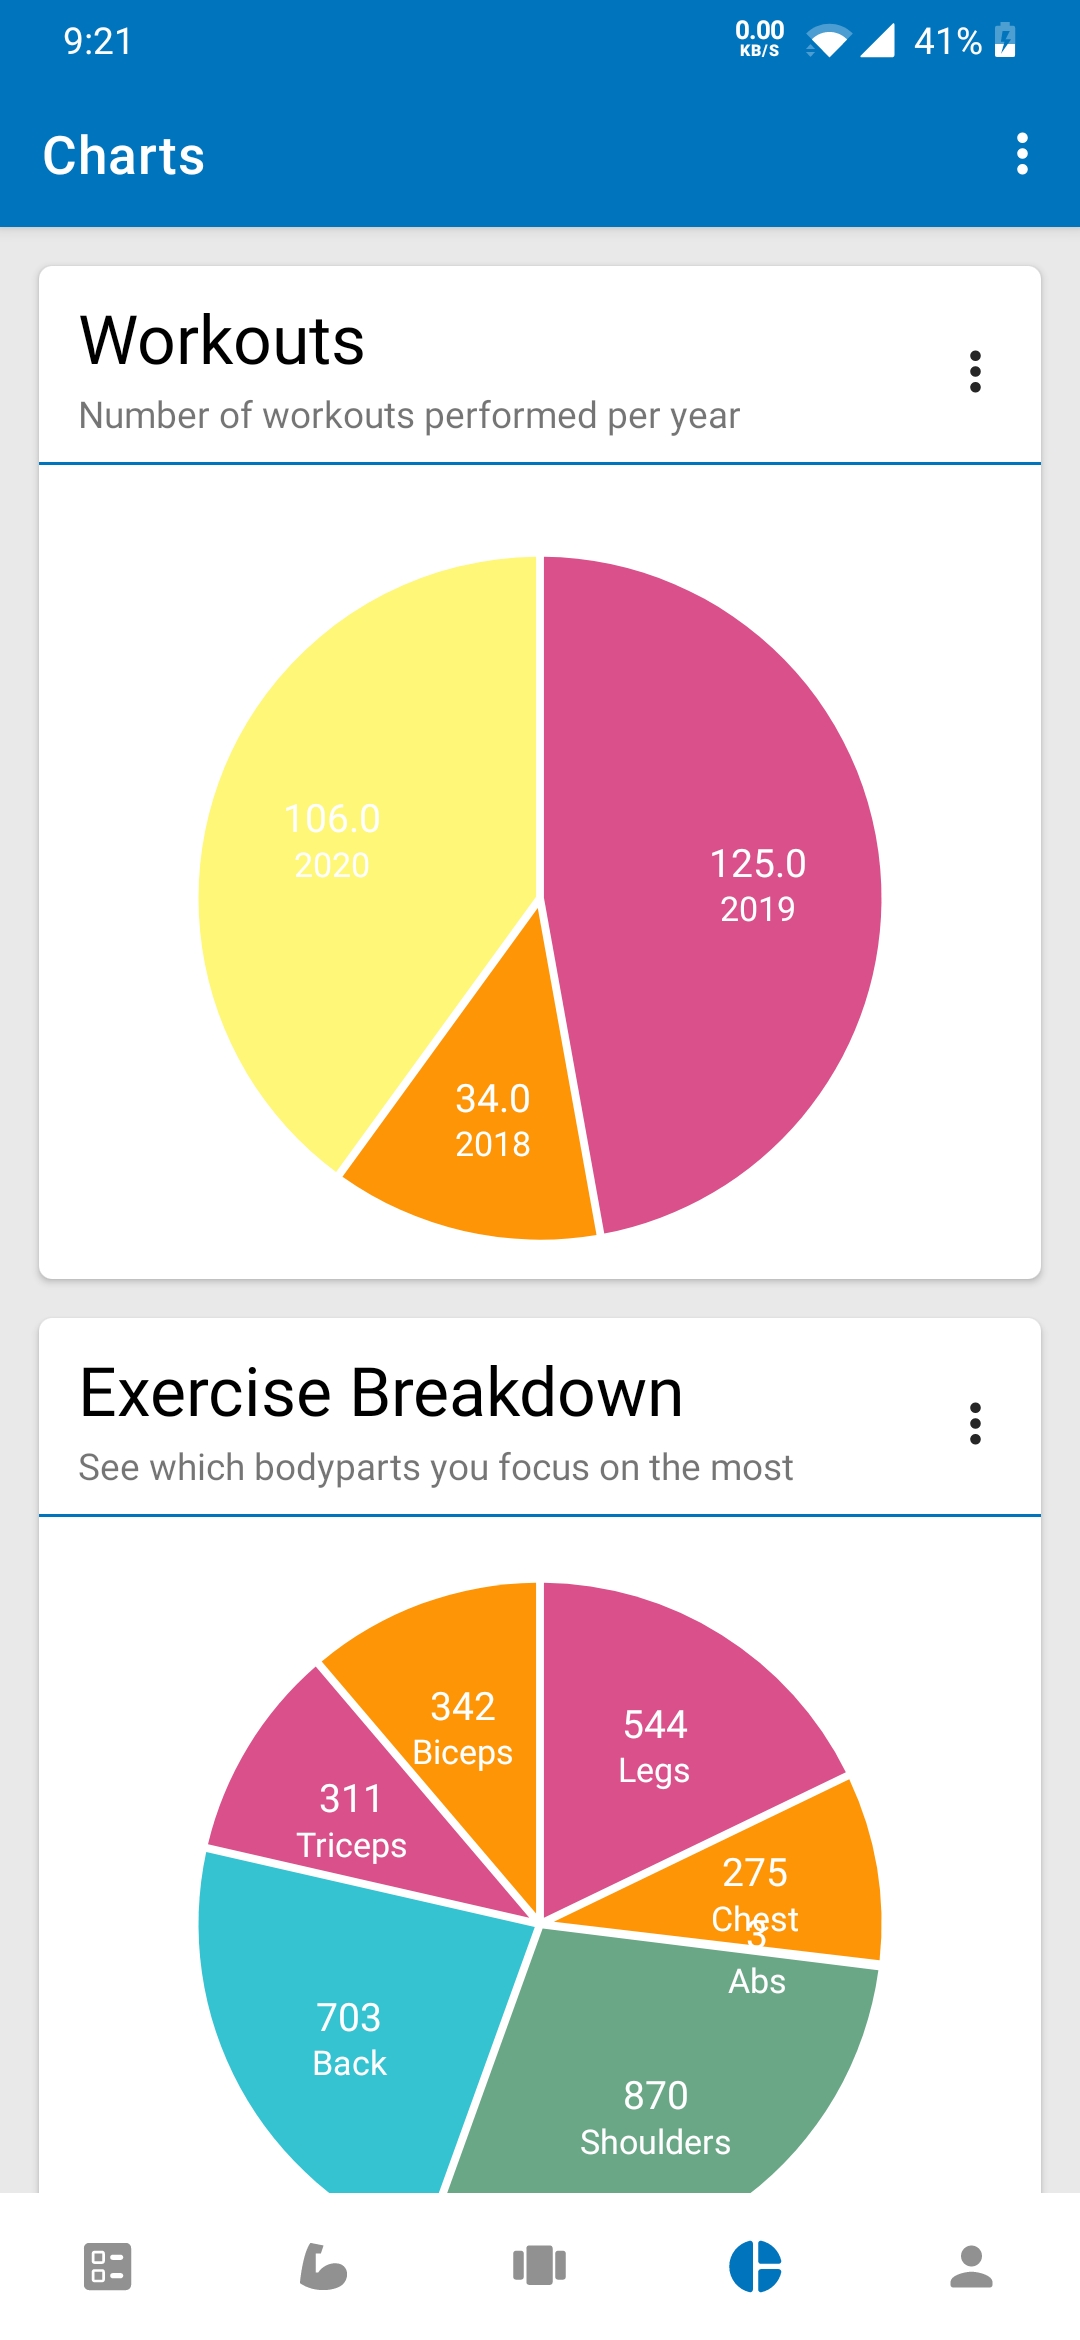 9:21
0.00
KB/S
41%
Charts
Workouts
Number of workouts performed per year
106.0
2020
125.0
2019
34.0
2018
Exercise Breakdown
See which bodyparts you focus on the most
342
Biceps
544
Legs
311
Triceps
275
Chest
3
Abs
703
Back
870
Shoulders